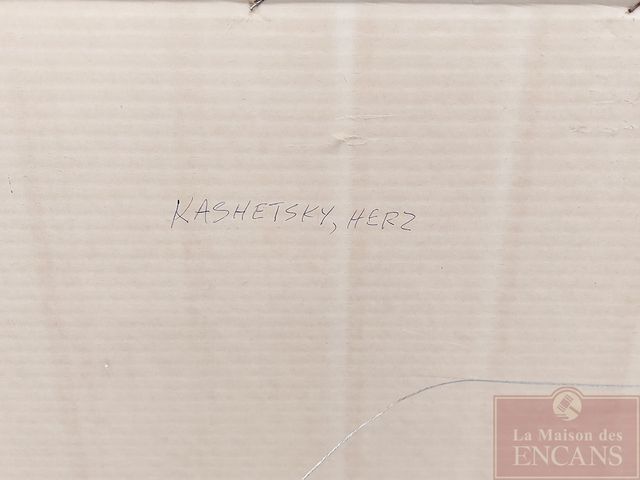 KASHETSKY, HERZ
La Maison des
ENCANS